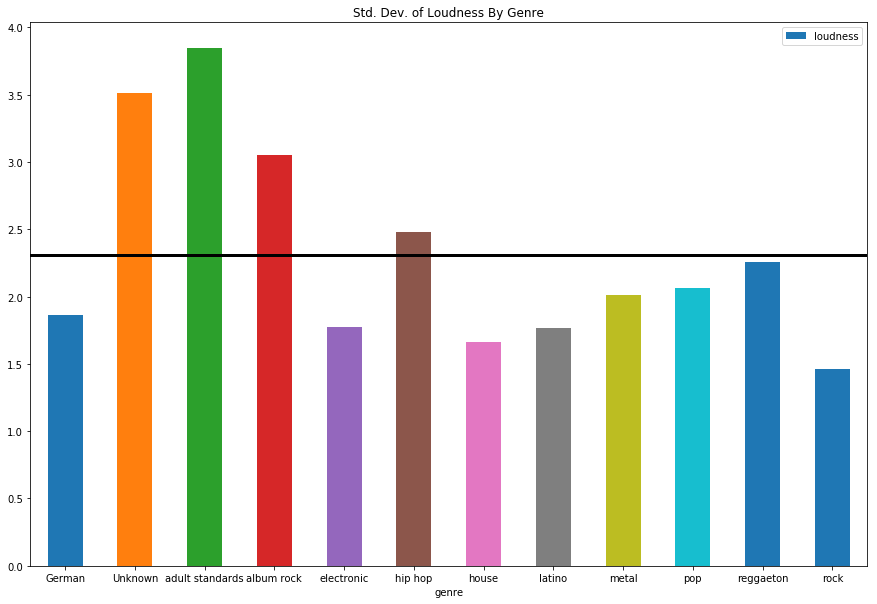 Std. Dev. of Loudness By Genre
loudness
4.0
3.5
3.0
2.5
2.0
1.5
1.0
0.5
0.0
German Unknown adult standards album rock electronic hip hop house latino metal pop reggaeton rock
genre